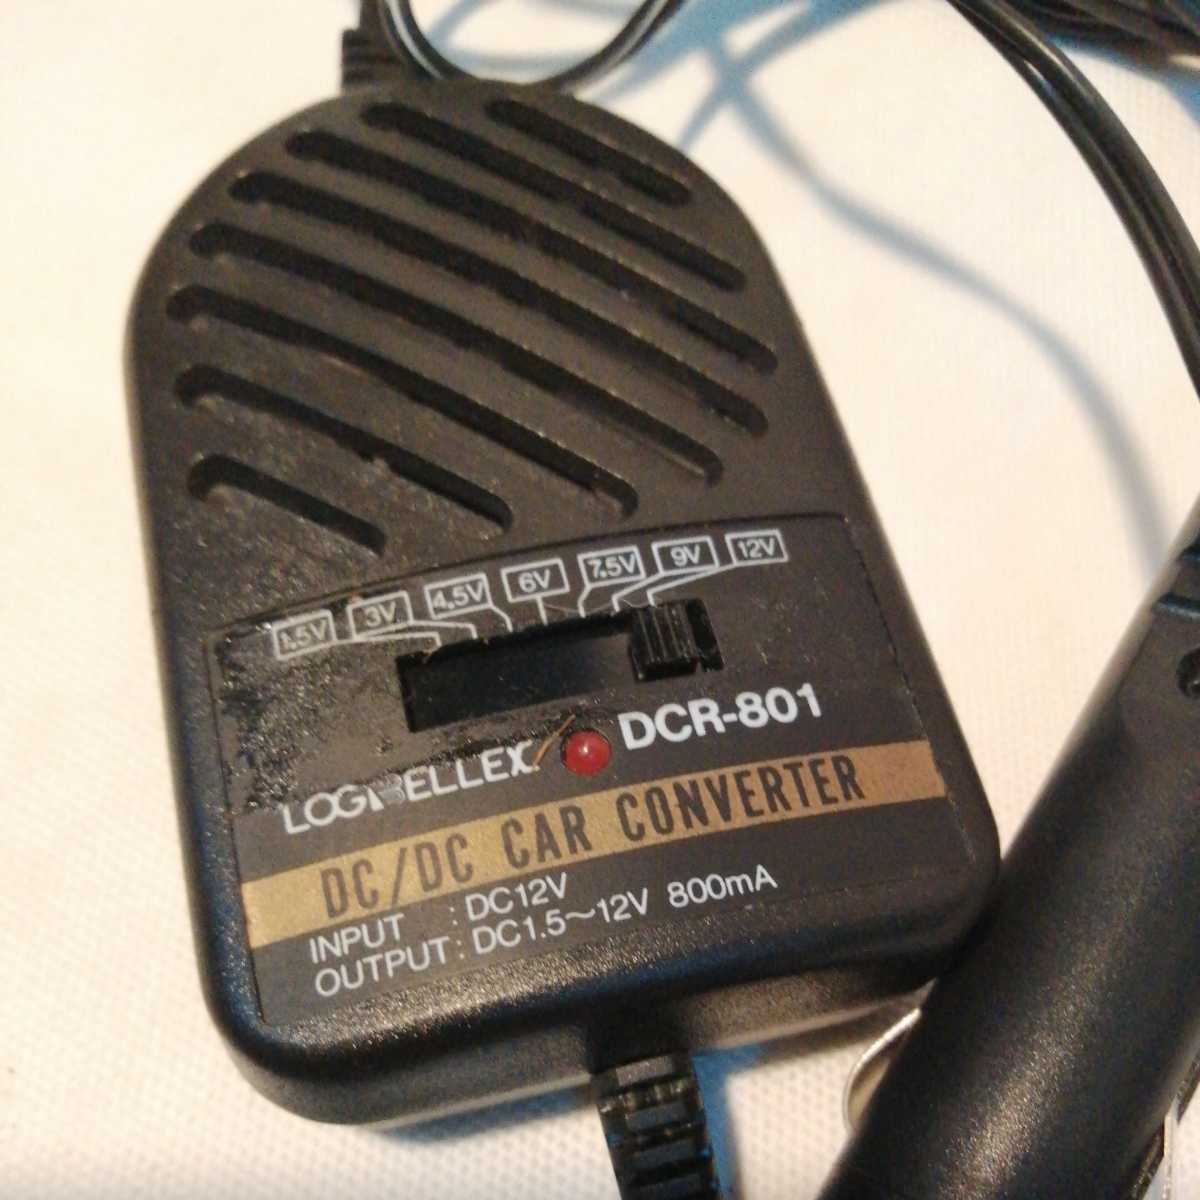 1.5V 3V 4.5V 6V 7.5V 9V 12V
DCR-801
LOGIBELLEX
DC/DC CAR CONVERTER
INPUT : DC12V
OUTPUT : DC1.5~12V 800mA